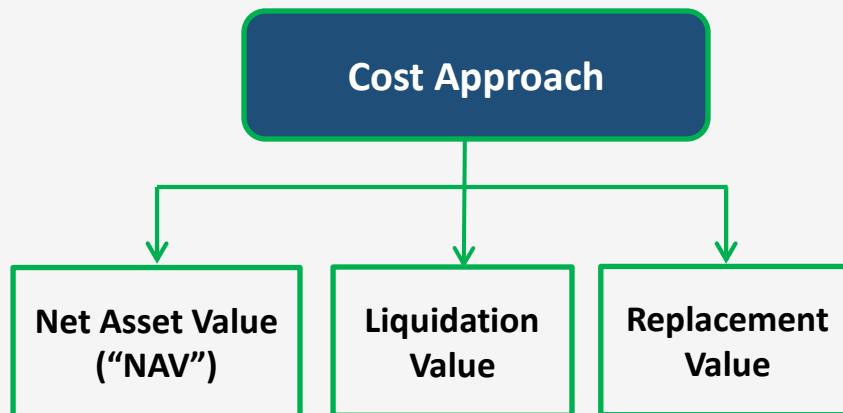 Cost Approach
Net Asset Value
(“NAV”)
Liquidation
Value
Replacement
Value